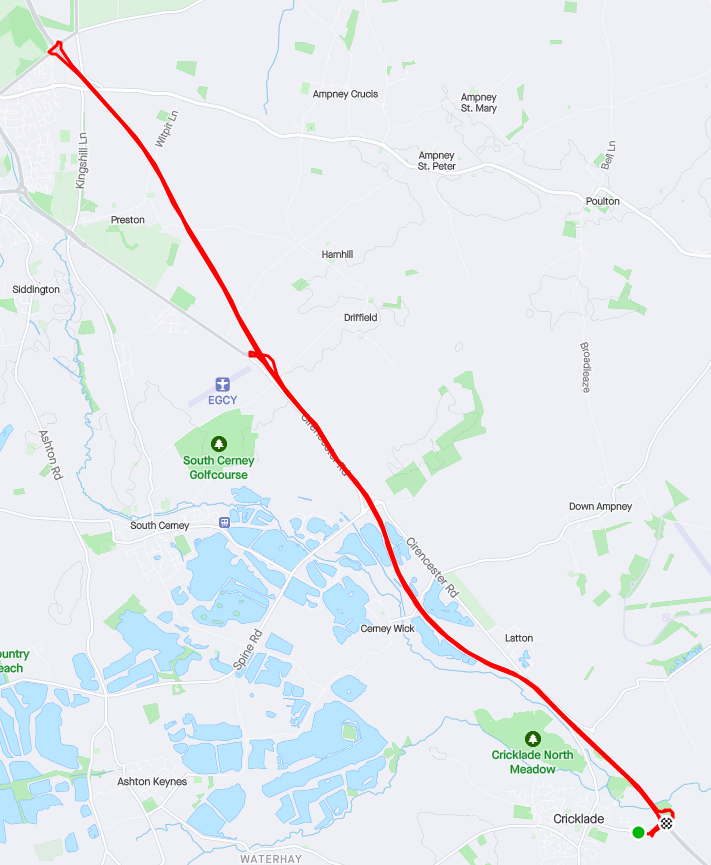 Ampney Crucis
Ampney
St. Mary
Witpit Ln
Kingshill Ln
Bell Ln
Ampney
St. Peter
Poulton
Preston
Harnhill
Siddington
Driffield
Broadleaze
EGCY
Cirencester Rd
South Cerney
Golfcourse
Ashton Rd
Down Ampney
South Cerney
Cirencester Rd
Cerney Wick
Latton
Spine Rd
ountry
each
Cricklade North
Meadow
Ashton Keynes
Cricklade
WATERHAY